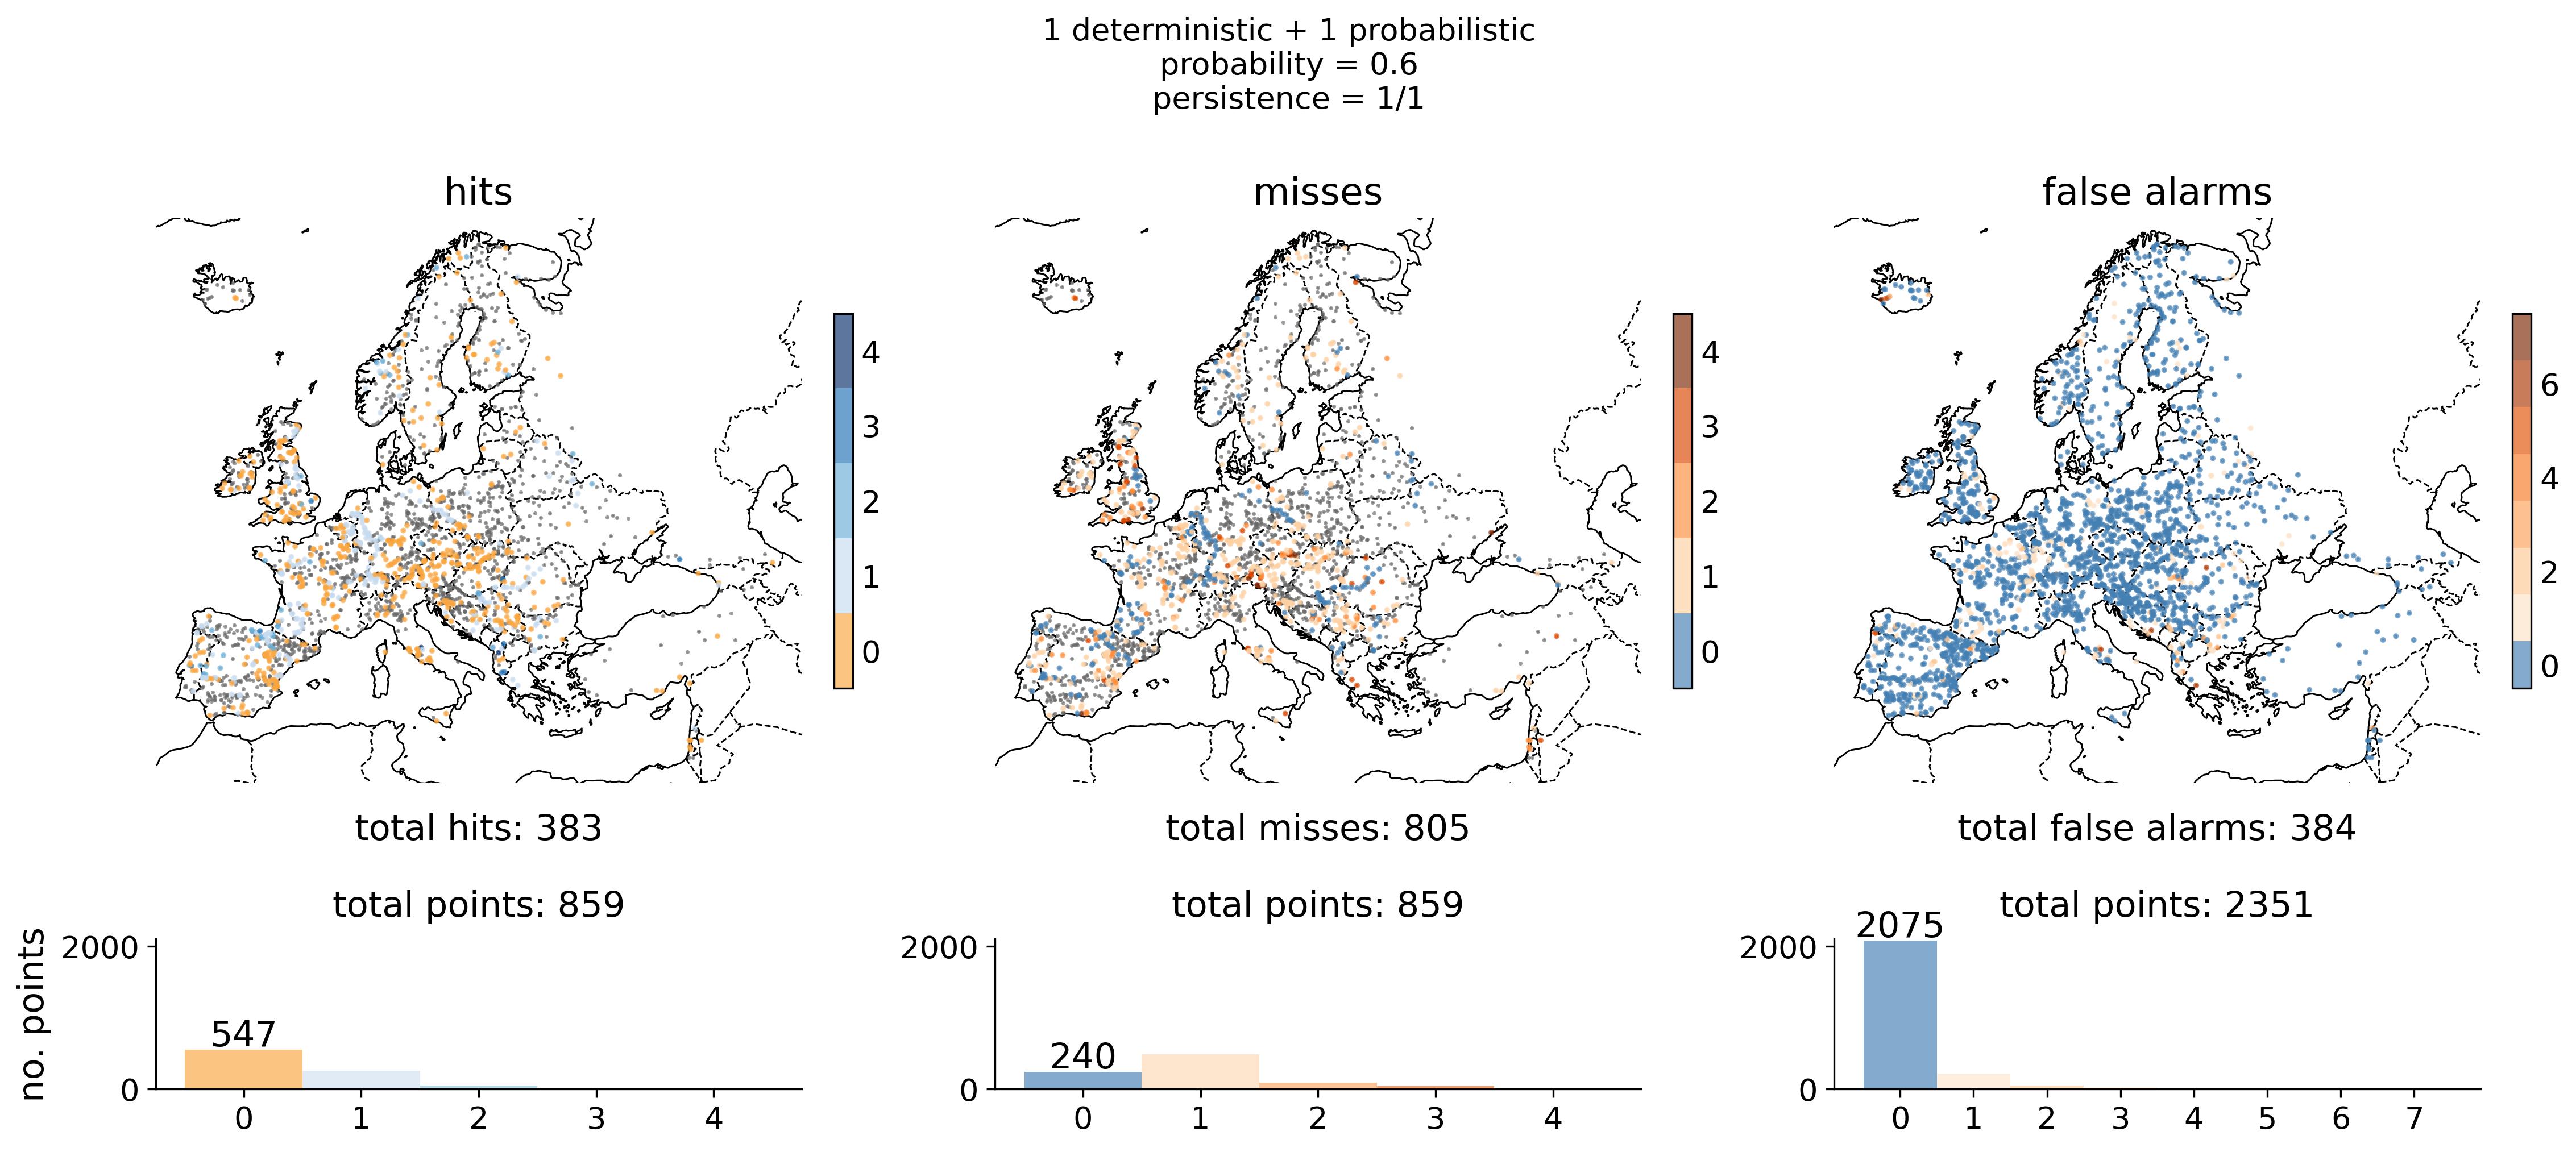 1 deterministic + 1 probabilistic
probability = 0.6
persistence = 1/1
hits
misses
false alarms
4
3
2
1
0
4
3
2
1
0
6
4
2
0
total hits: 383
total misses: 805
total false alarms: 384
total points: 859
total points: 859
total points: 2351
no. points
2000
0
547
0 1 2 3 4
2000
0
240
0 1 2 3 4
2000
0
2075
0 1 2 3 4 5 6 7